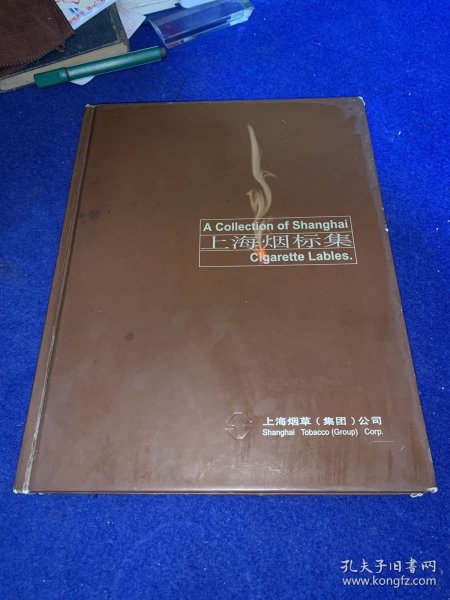 A Collection of Shanghai
上海烟标集
Cigarette Lables.
上海烟草（集团）公司
Shanghai Tobacco (Group) Corp.
孔夫子旧书网
www.kongfz.com